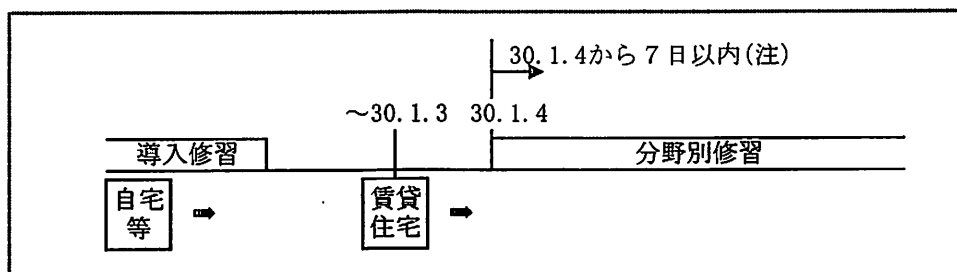 30.1.4から7日以内(注)
～30.1.3 30.1.4
導入修習 分野別修習
自宅等 ➡ 賃貸住宅 ➡